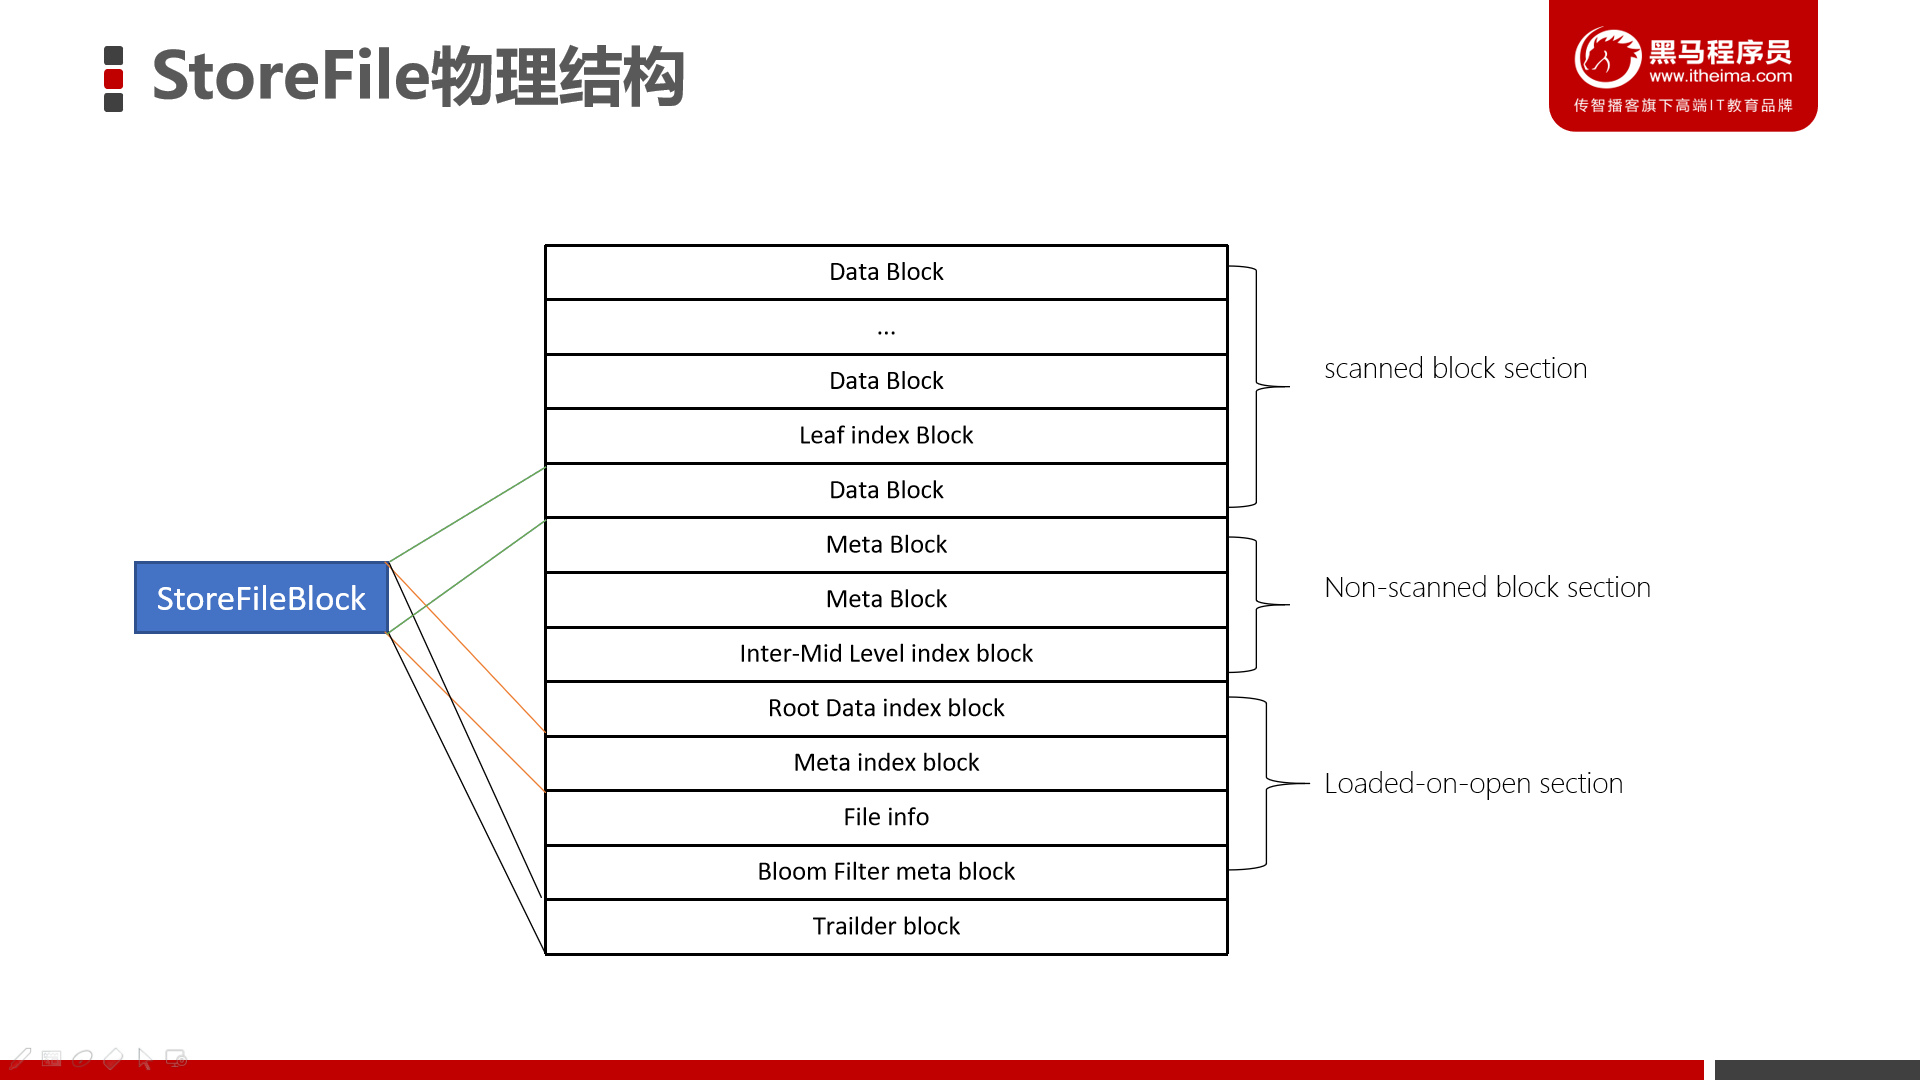 StoreFile物理结构
黑马程序员
www.itheima.com
传智播客旗下高端IT教育品牌
Data Block
...
Data Block
Leaf index Block
Data Block
Meta Block
Meta Block
Inter-Mid Level index block
Root Data index block
Meta index block
File info
Bloom Filter meta block
Trailder block
StoreFileBlock
scanned block section
Non-scanned block section
Loaded-on-open section